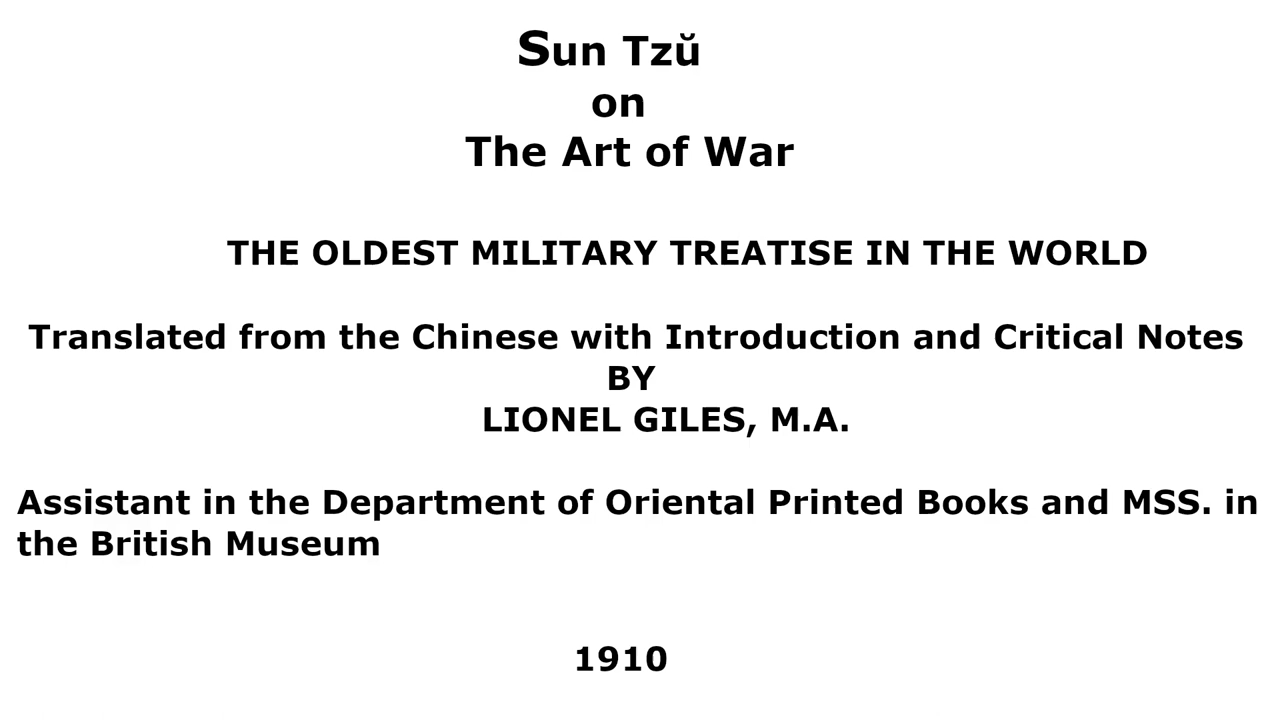 Sun Tzŭ
on
The Art of War
THE OLDEST MILITARY TREATISE IN THE WORLD
Translated from the Chinese with Introduction and Critical Notes
BY
LIONEL GILES, M.A.
Assistant in the Department of Oriental Printed Books and MSS. in
the British Museum
1910